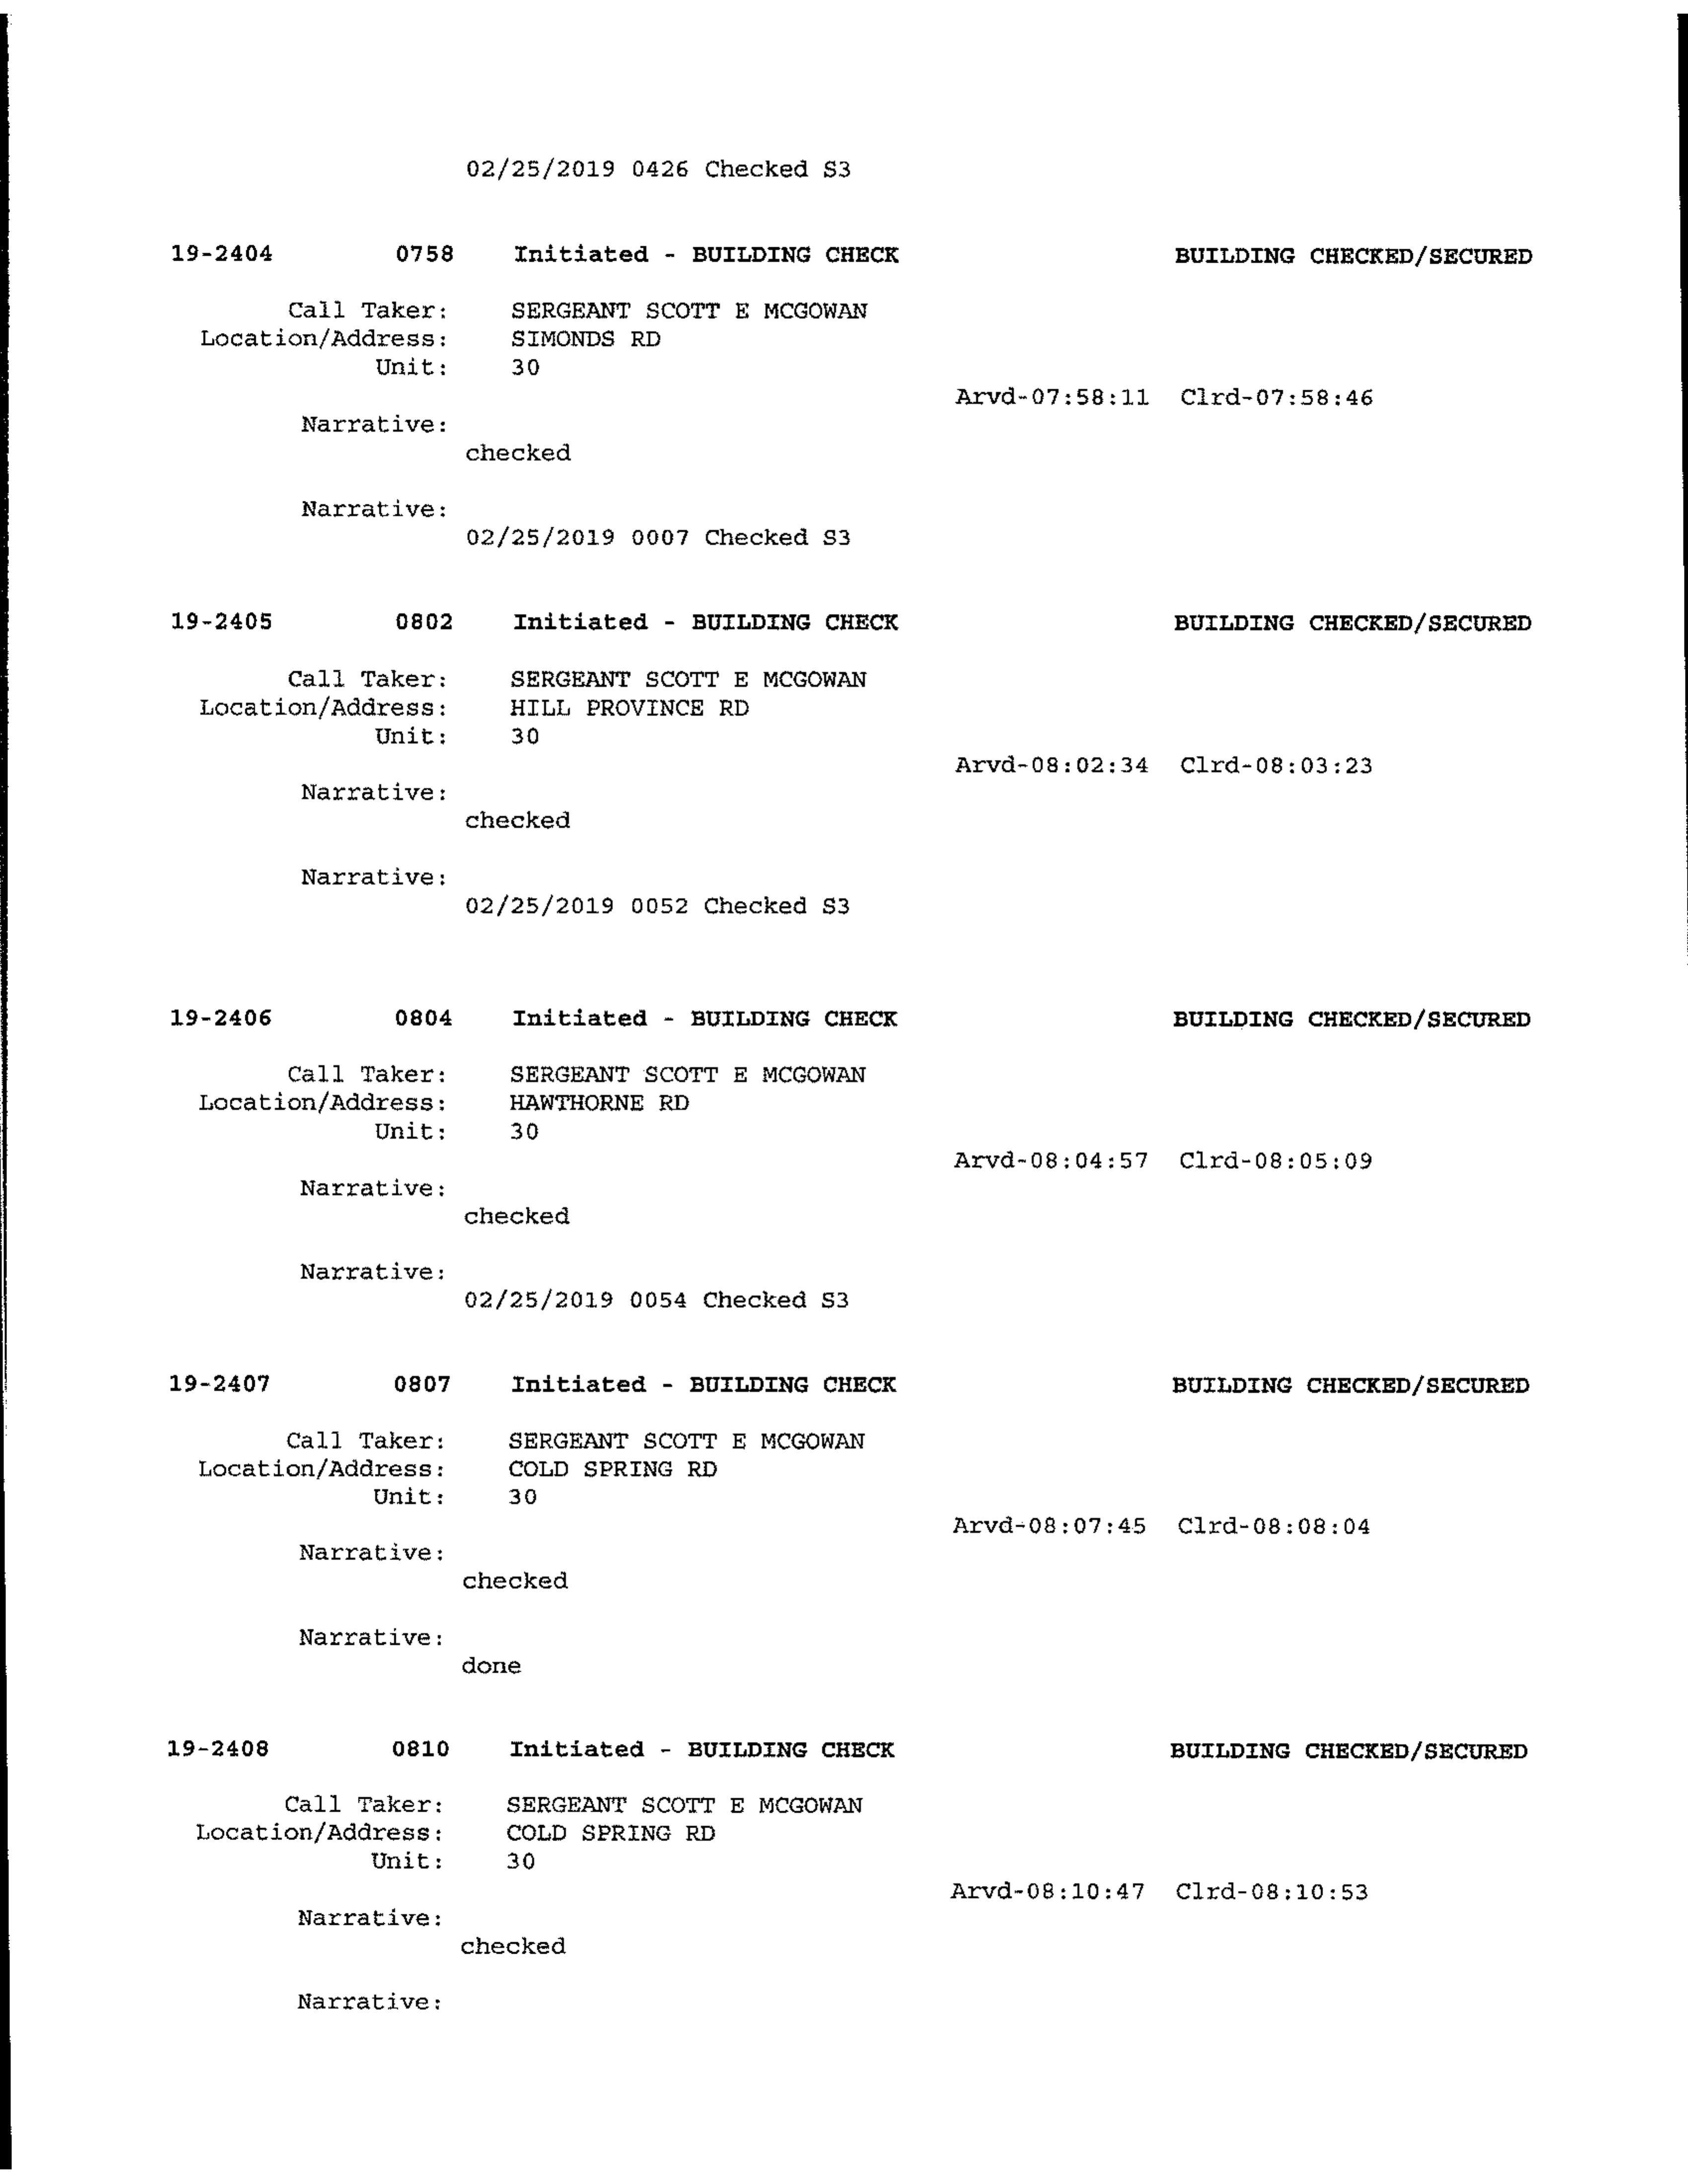 02/25/2019 0426 Checked S3
19-2404 0758 Initiated - BUILDING CHECK BUILDING CHECKED/SECURED
Call Taker: SERGEANT SCOTT E MCGOWAN
Location/Address: SIMONDS RD
Unit: 30
Arvd-07:58:11 Clrd-07:58:46
Narrative:
checked
Narrative:
02/25/2019 0007 Checked S3
19-2405 0802 Initiated - BUILDING CHECK BUILDING CHECKED/SECURED
Call Taker: SERGEANT SCOTT E MCGOWAN
Location/Address: HILL PROVINCE RD
Unit: 30
Arvd-08:02:34 Clrd-08:03:23
Narrative:
checked
Narrative:
02/25/2019 0052 Checked S3
19-2406 0804 Initiated - BUILDING CHECK BUILDING CHECKED/SECURED
Call Taker: SERGEANT SCOTT E MCGOWAN
Location/Address: HAWTHORNE RD
Unit: 30
Arvd-08:04:57 Clrd-08:05:09
Narrative:
checked
Narrative:
02/25/2019 0054 Checked S3
19-2407 0807 Initiated - BUILDING CHECK BUILDING CHECKED/SECURED
Call Taker: SERGEANT SCOTT E MCGOWAN
Location/Address: COLD SPRING RD
Unit: 30
Arvd-08:07:45 Clrd-08:08:04
Narrative:
checked
Narrative:
done
19-2408 0810 Initiated - BUILDING CHECK BUILDING CHECKED/SECURED
Call Taker: SERGEANT SCOTT E MCGOWAN
Location/Address: COLD SPRING RD
Unit: 30
Arvd-08:10:47 Clrd-08:10:53
Narrative:
checked
Narrative: